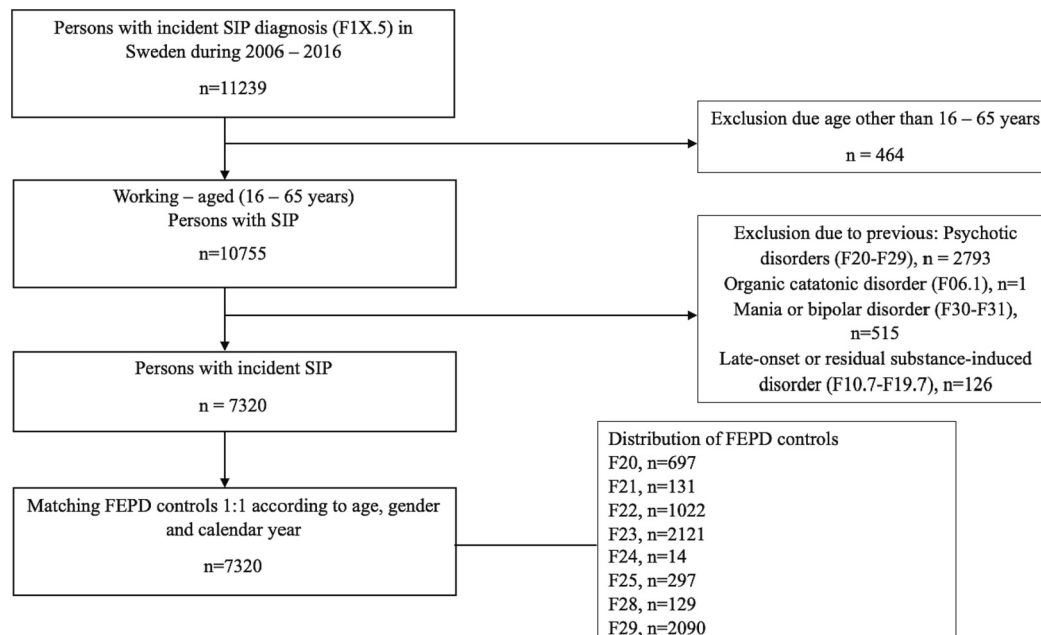 Persons with incident SIP diagnosis (F1X.5) in
Sweden during 2006 – 2016
n=11239
Exclusion due age other than 16 – 65 years
n = 464
Working – aged (16 – 65 years)
Persons with SIP
n=10755
Exclusion due to previous: Psychotic
disorders (F20-F29), n = 2793
Organic catatonic disorder (F06.1), n=1
Mania or bipolar disorder (F30-F31),
n=515
Late-onset or residual substance-induced
disorder (F10.7-F19.7), n=126
Persons with incident SIP
n = 7320
Matching FEPD controls 1:1 according to age, gender
and calendar year
n=7320
Distribution of FEPD controls
F20, n=697
F21, n=131
F22, n=1022
F23, n=2121
F24, n=14
F25, n=297
F28, n=129
F29, n=2090